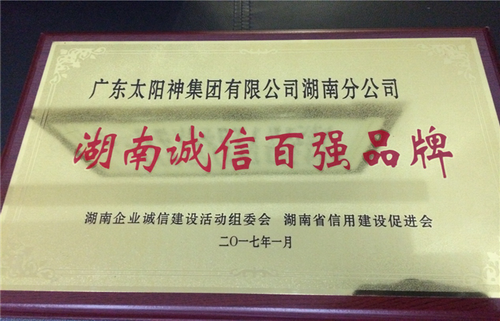 广东太阳神集团有限公司湖南分公司
湖南诚信百强品牌
湖南企业诚信建设活动组委会 湖南省信用建设促进会
二〇一七年一月